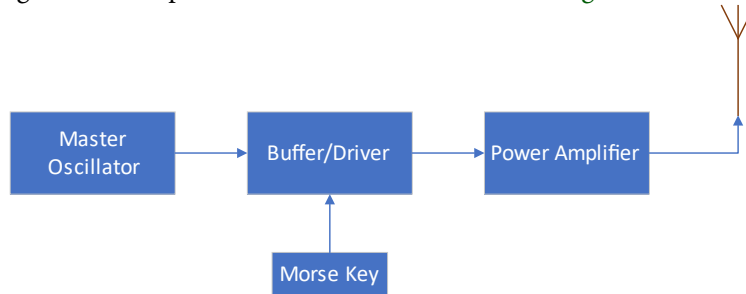 Master
Oscillator
Buffer/Driver
Power Amplifier
Morse Key